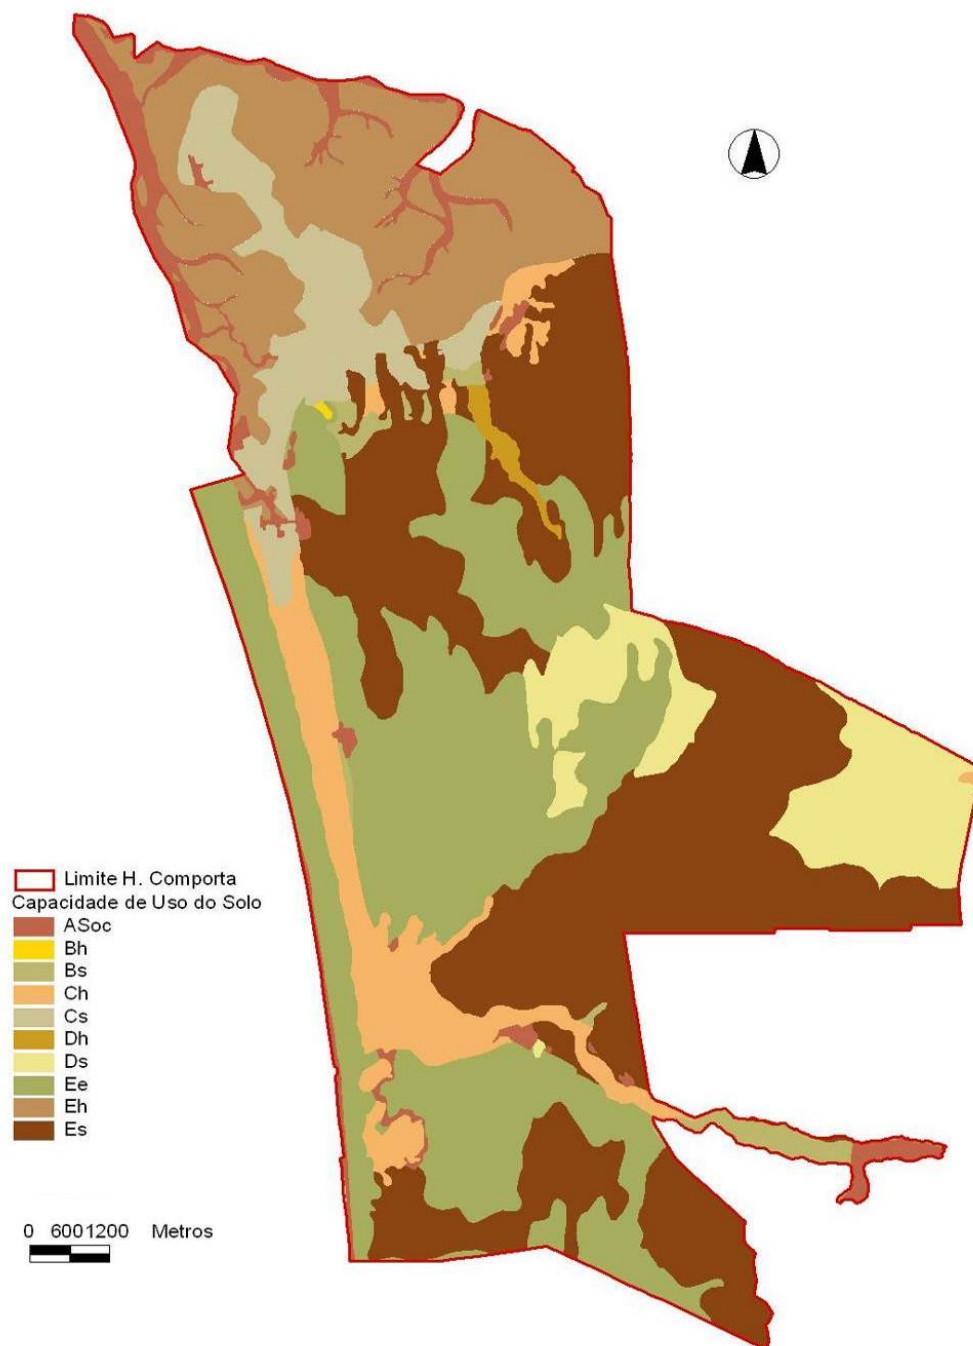 Limite H. Comporta
Capacidade de Uso do Solo
ASoc
Bh
Bs
Ch
Cs
Dh
Ds
Ee
Eh
Es
0 6001200 Metros